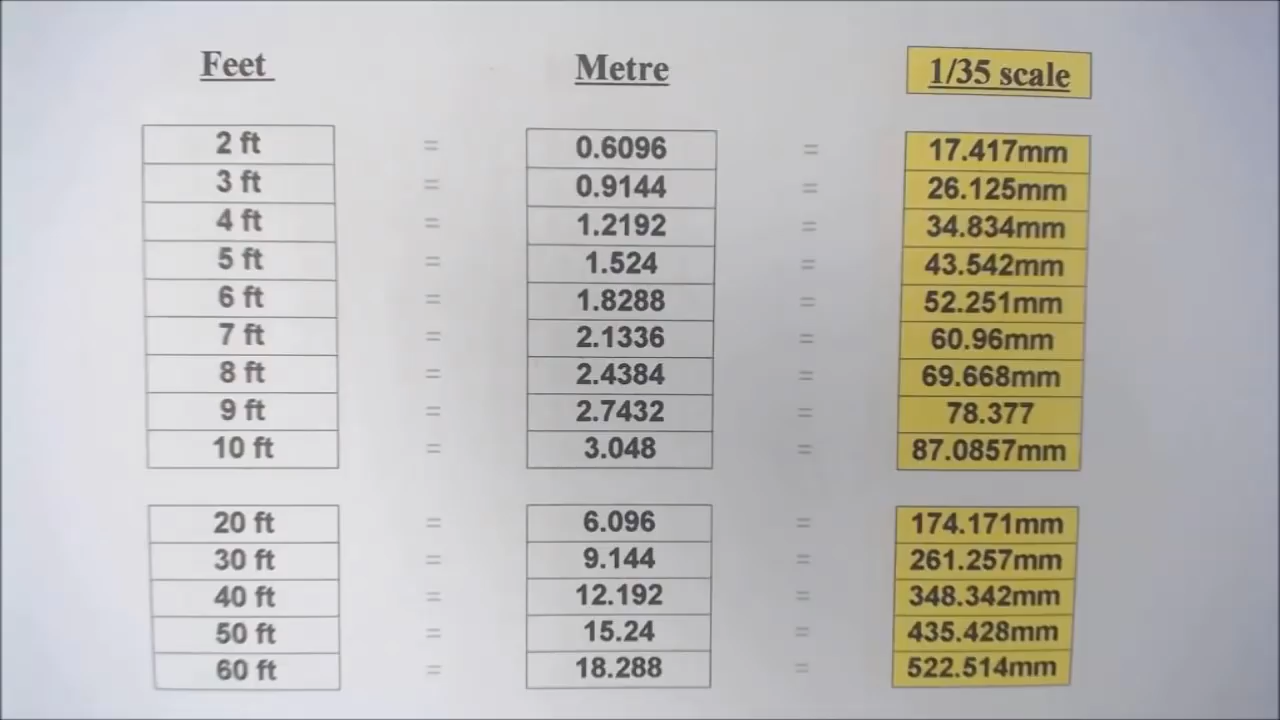 Feet Metre 1/35 scale
2 ft = 0.6096 = 17.417mm
3 ft = 0.9144 = 26.125mm
4 ft = 1.2192 = 34.834mm
5 ft = 1.524 = 43.542mm
6 ft = 1.8288 = 52.251mm
7 ft = 2.1336 = 60.96mm
8 ft = 2.4384 = 69.668mm
9 ft = 2.7432 = 78.377
10 ft = 3.048 = 87.0857mm
20 ft = 6.096 = 174.171mm
30 ft = 9.144 = 261.257mm
40 ft = 12.192 = 348.342mm
50 ft = 15.24 = 435.428mm
60 ft = 18.288 = 522.514mm